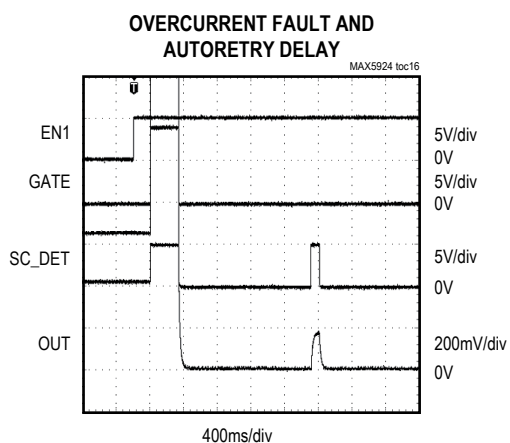 OVERCURRENT FAULT AND
AUTORETRY DELAY
MAX5924 toc16
T
EN1
5V/div
0V
GATE
5V/div
0V
SC_DET
5V/div
0V
OUT
200mV/div
0V
400ms/div